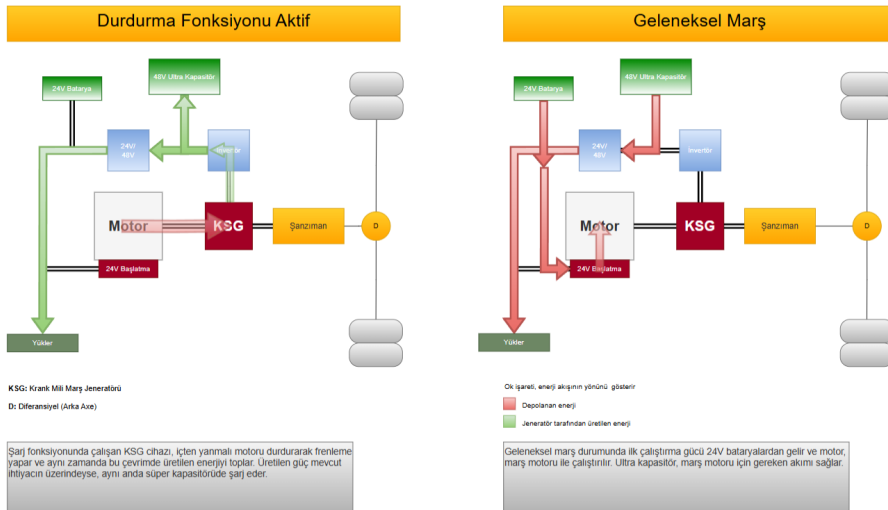 Durdurma Fonksiyonu Aktif
24V Batarya
48V Ultra Kapasitör
24V/
48V
İnvertör
Motor
KSG
Şanzıman
D
24V Başlatma
Yükler
KSG: Krank Mili Marş Jeneratörü
D: Diferansiyel (Arka Axe)
Şarj fonksiyonunda çalışan KSG cihazı, içten yanmalı motoru durdurarak frenleme
yapar ve aynı zamanda bu çevrimde üretilen enerjiyi toplar. Üretilen güç mevcut
ihtiyacın üzerindeyse, aynı anda süper kapasitörüde şarj eder.
Geleneksel Marş
24V Batarya
48V Ultra Kapasitör
24V/
48V
İnvertör
Motor
KSG
Şanzıman
D
24V Başlatma
Yükler
Ok işareti, enerji akışının yönünü gösterir
Depolanan enerji
Jeneratör tarafından üretilen enerji
Geleneksel marş durumunda ilk çalıştırma gücü 24V bataryalardan gelir ve motor,
marş motoru ile çalıştırılır. Ultra kapasitör, marş motoru için gereken akımı sağlar.